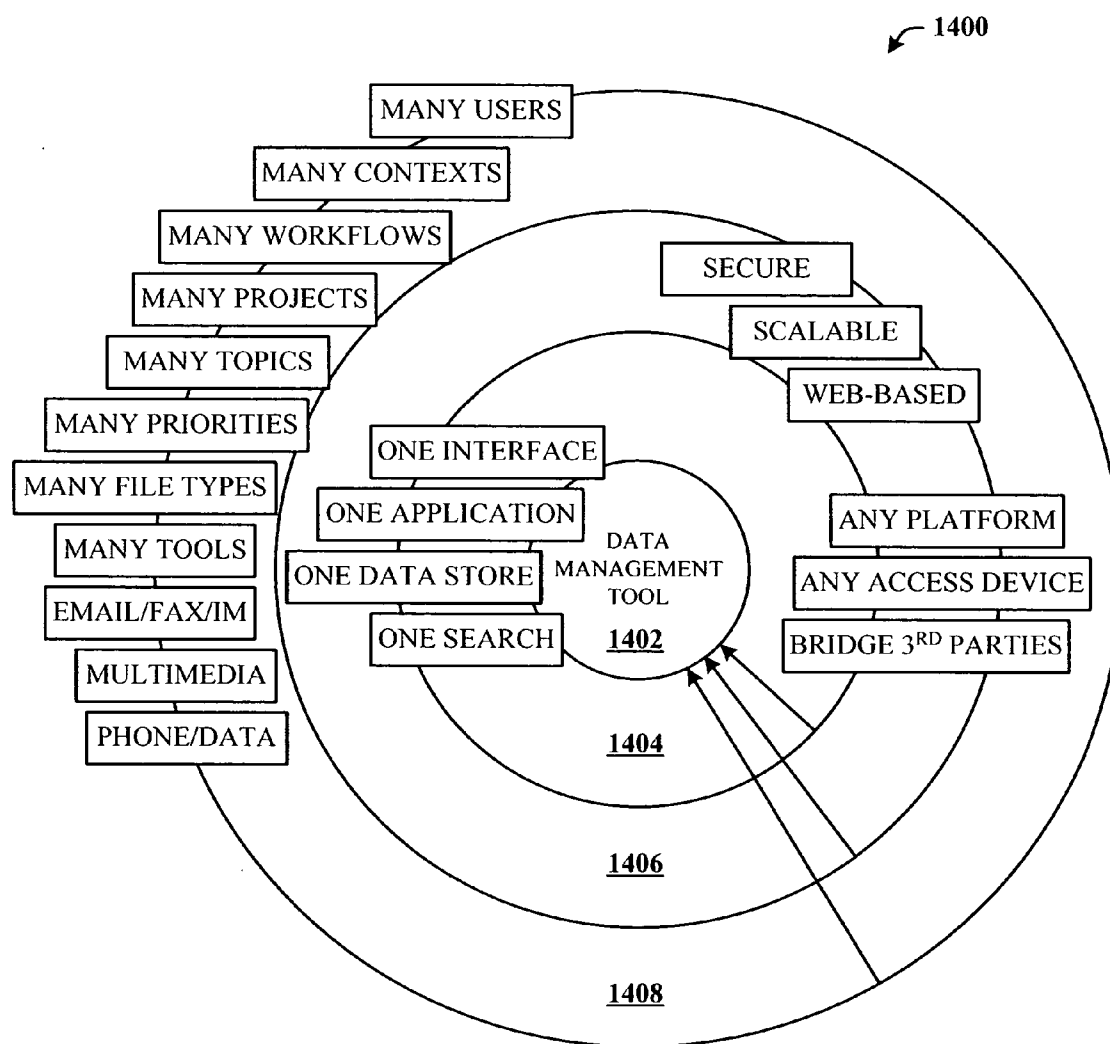 1400
MANY USERS
MANY CONTEXTS
MANY WORKFLOWS
MANY PROJECTS
MANY TOPICS
MANY PRIORITIES
MANY FILE TYPES
MANY TOOLS
EMAIL/FAX/IM
MULTIMEDIA
PHONE/DATA
SECURE
SCALABLE
WEB-BASED
ONE INTERFACE
ONE APPLICATION
ONE DATA STORE
ONE SEARCH
DATA
MANAGEMENT
TOOL
1402
ANY PLATFORM
ANY ACCESS DEVICE
BRIDGE 3RD PARTIES
1404
1406
1408